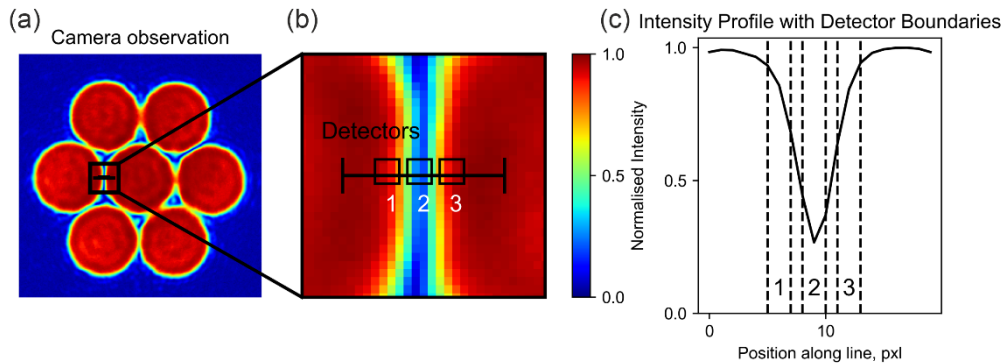 (a)
Camera observation
(b)
Detectors
1 2 3
1.0
0.5
0.0
(c) Intensity Profile with Detector Boundaries
Normalised Intensity
1.0
0.5
0.0
1 2 3
0 10
Position along line, pxl